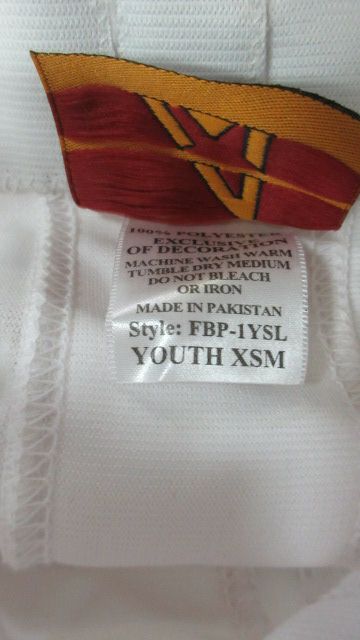 100% POLYESTER
EXCLUSIVE
OF DECORATION
MACHINE WASH WARM
TUMBLE DRY MEDIUM
DO NOT BLEACH
OR IRON
MADE IN PAKISTAN
Style: FBP-1YSL
YOUTH XSM